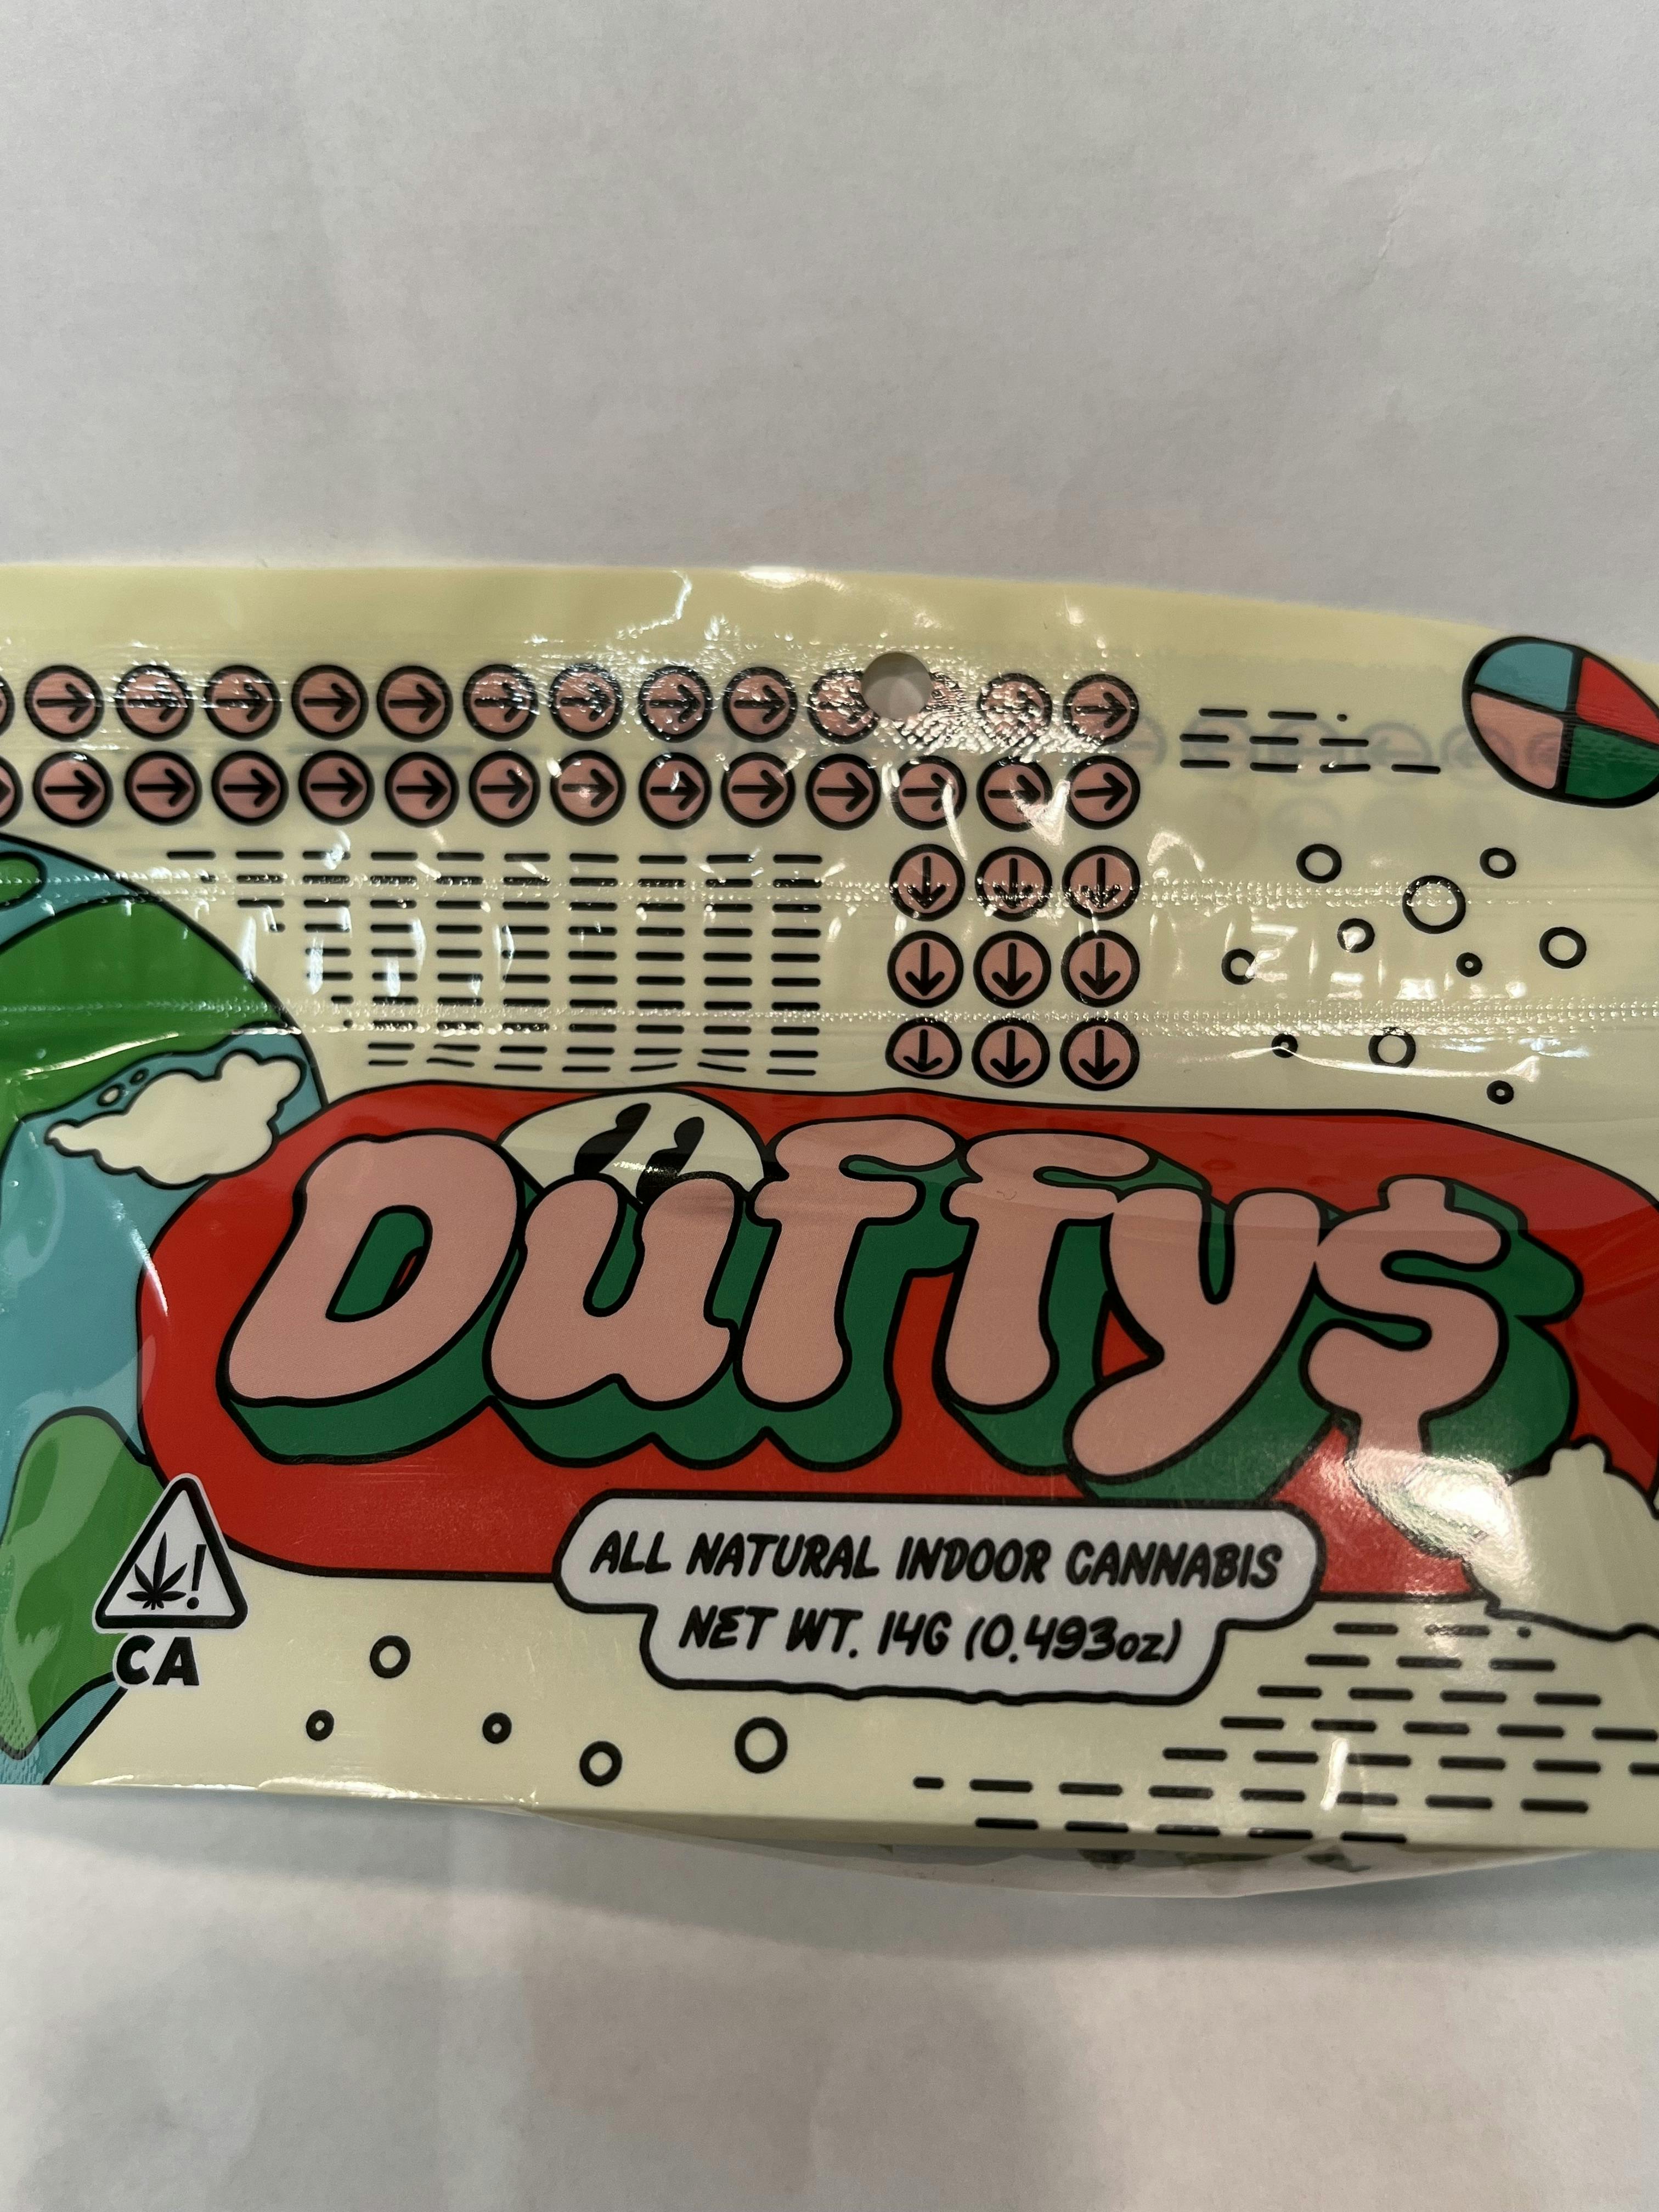 Duffy$
ALL NATURAL INDOOR CANNABIS
NET WT. 14G (0.493oz)
!
CA